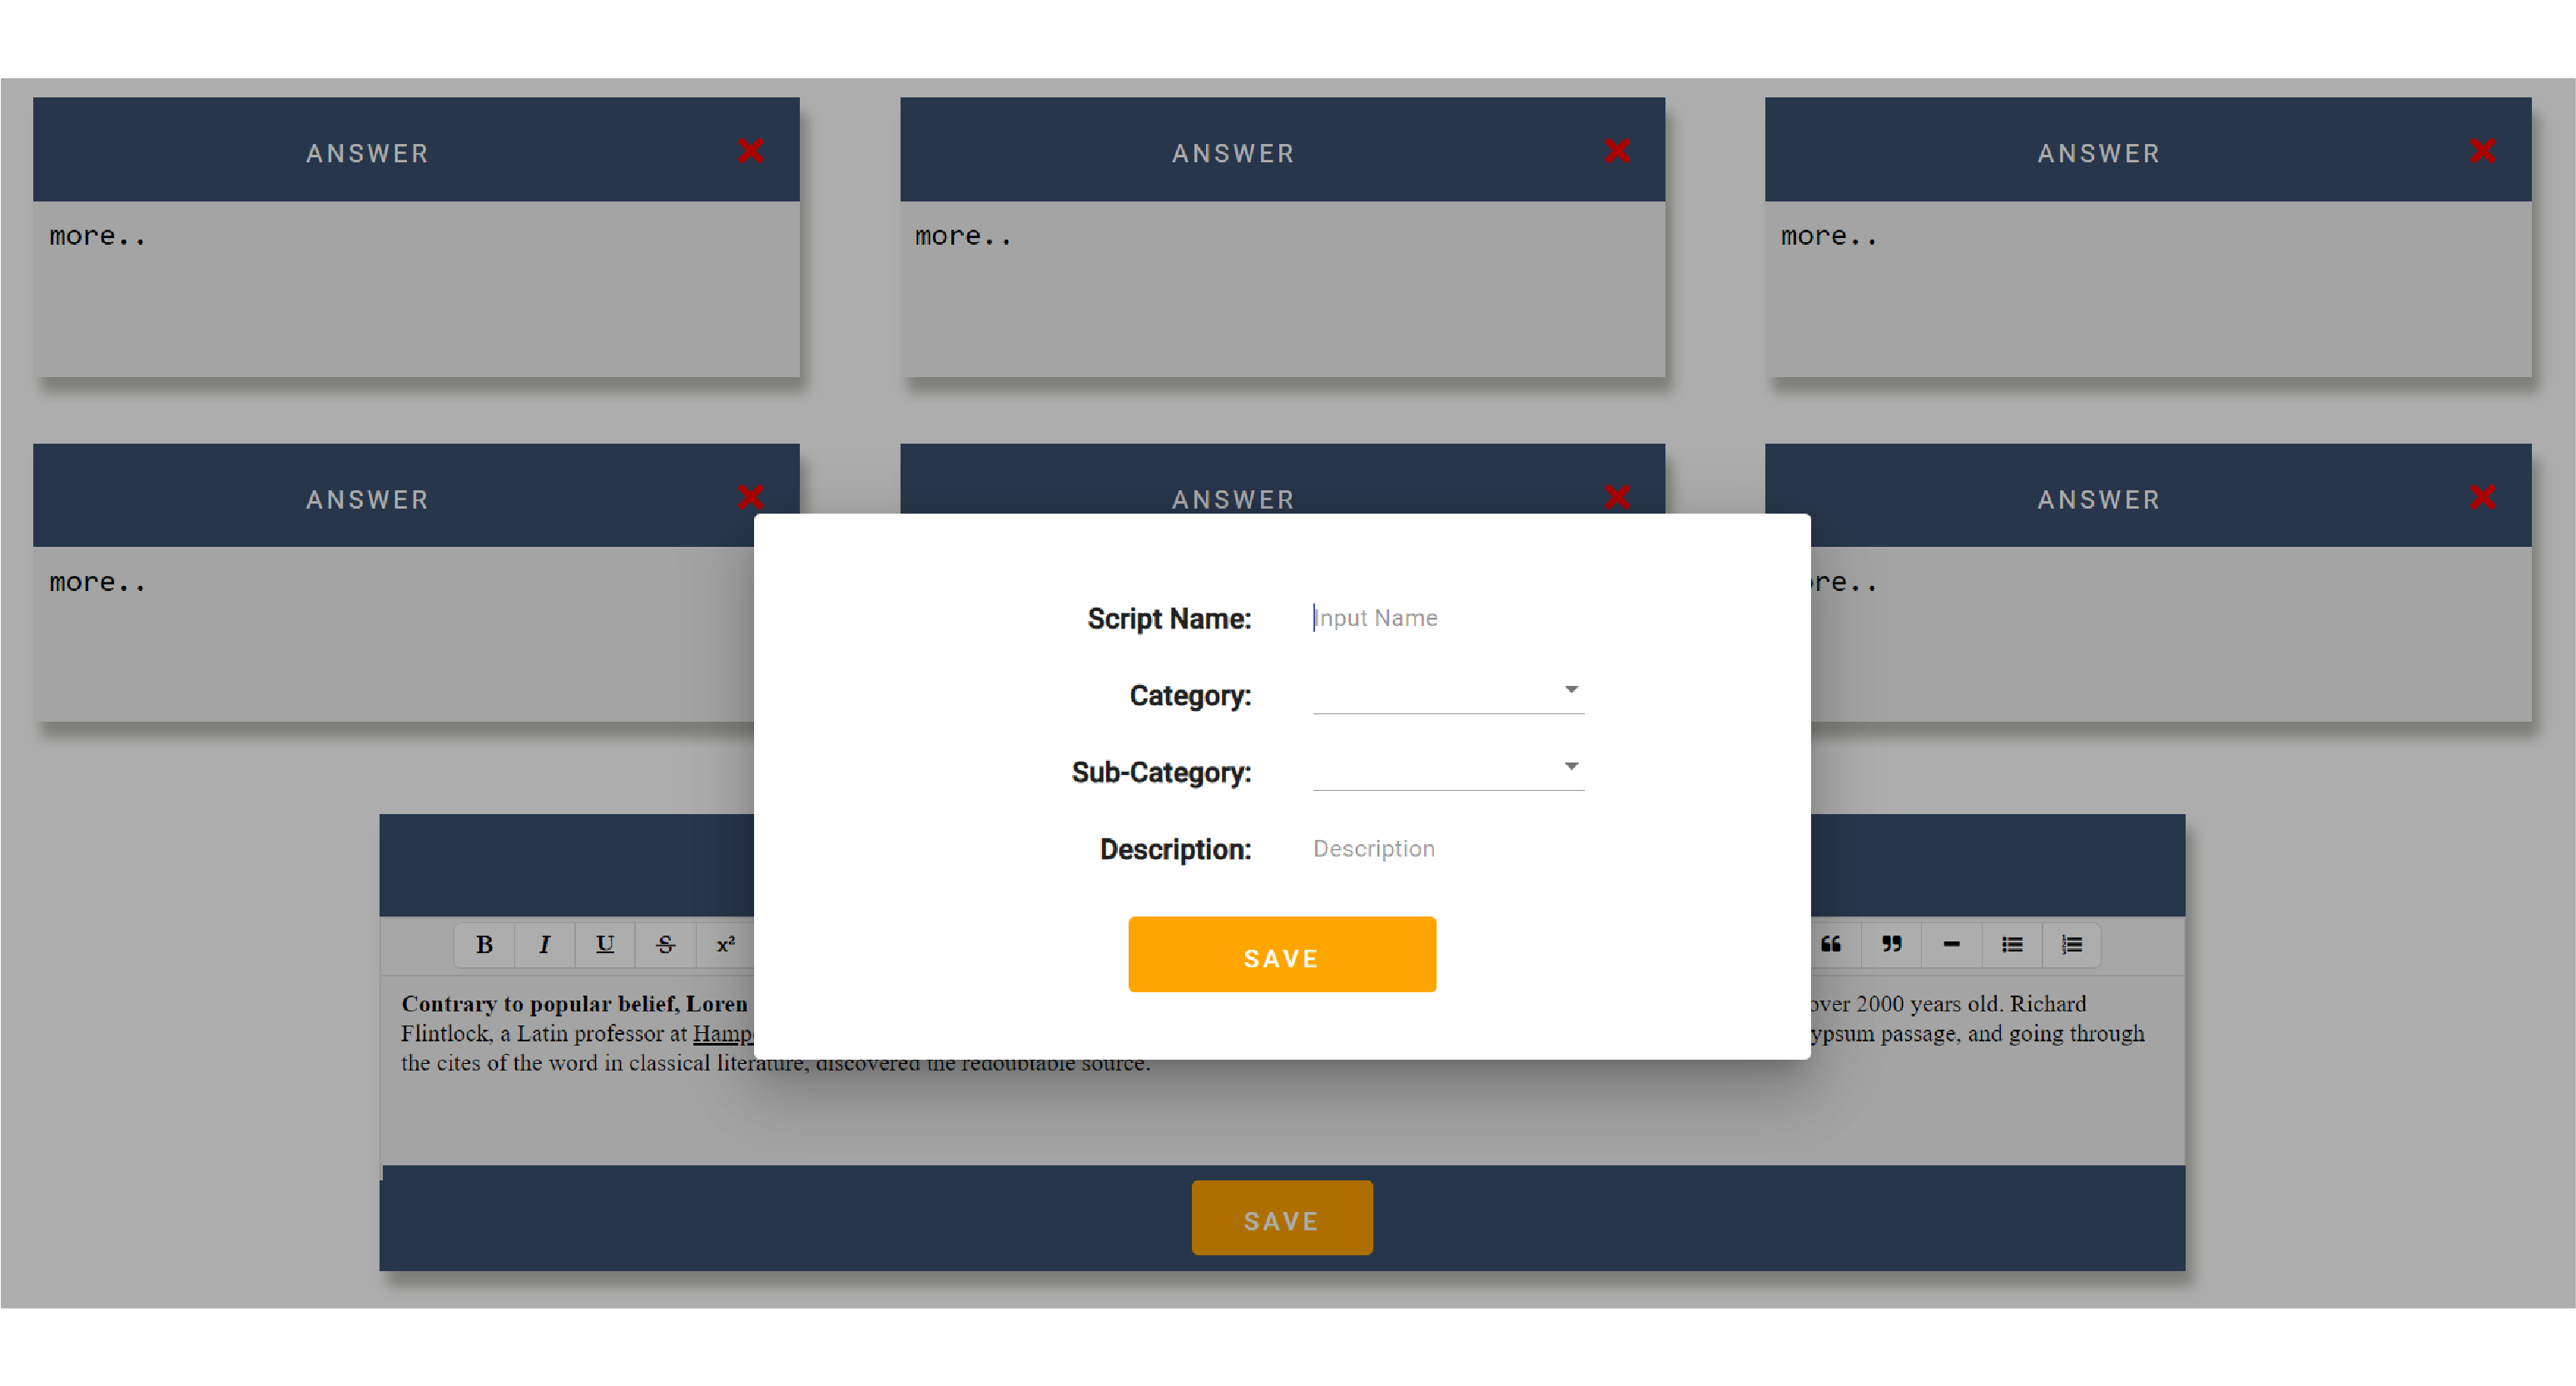 ANSWER
ANSWER
ANSWER
more..
more..
more..
ANSWER
ANSWER
ANSWER
more..
re..
Script Name: Input Name
Category:
Sub-Category:
Description: Description
SAVE
B I U S x²
Contrary to popular belief, Loren over 2000 years old. Richard
Flintlock, a Latin professor at Hamp ypsum passage, and going through
the cites of the word in classical literature, discovered the redoubtable source.
SAVE